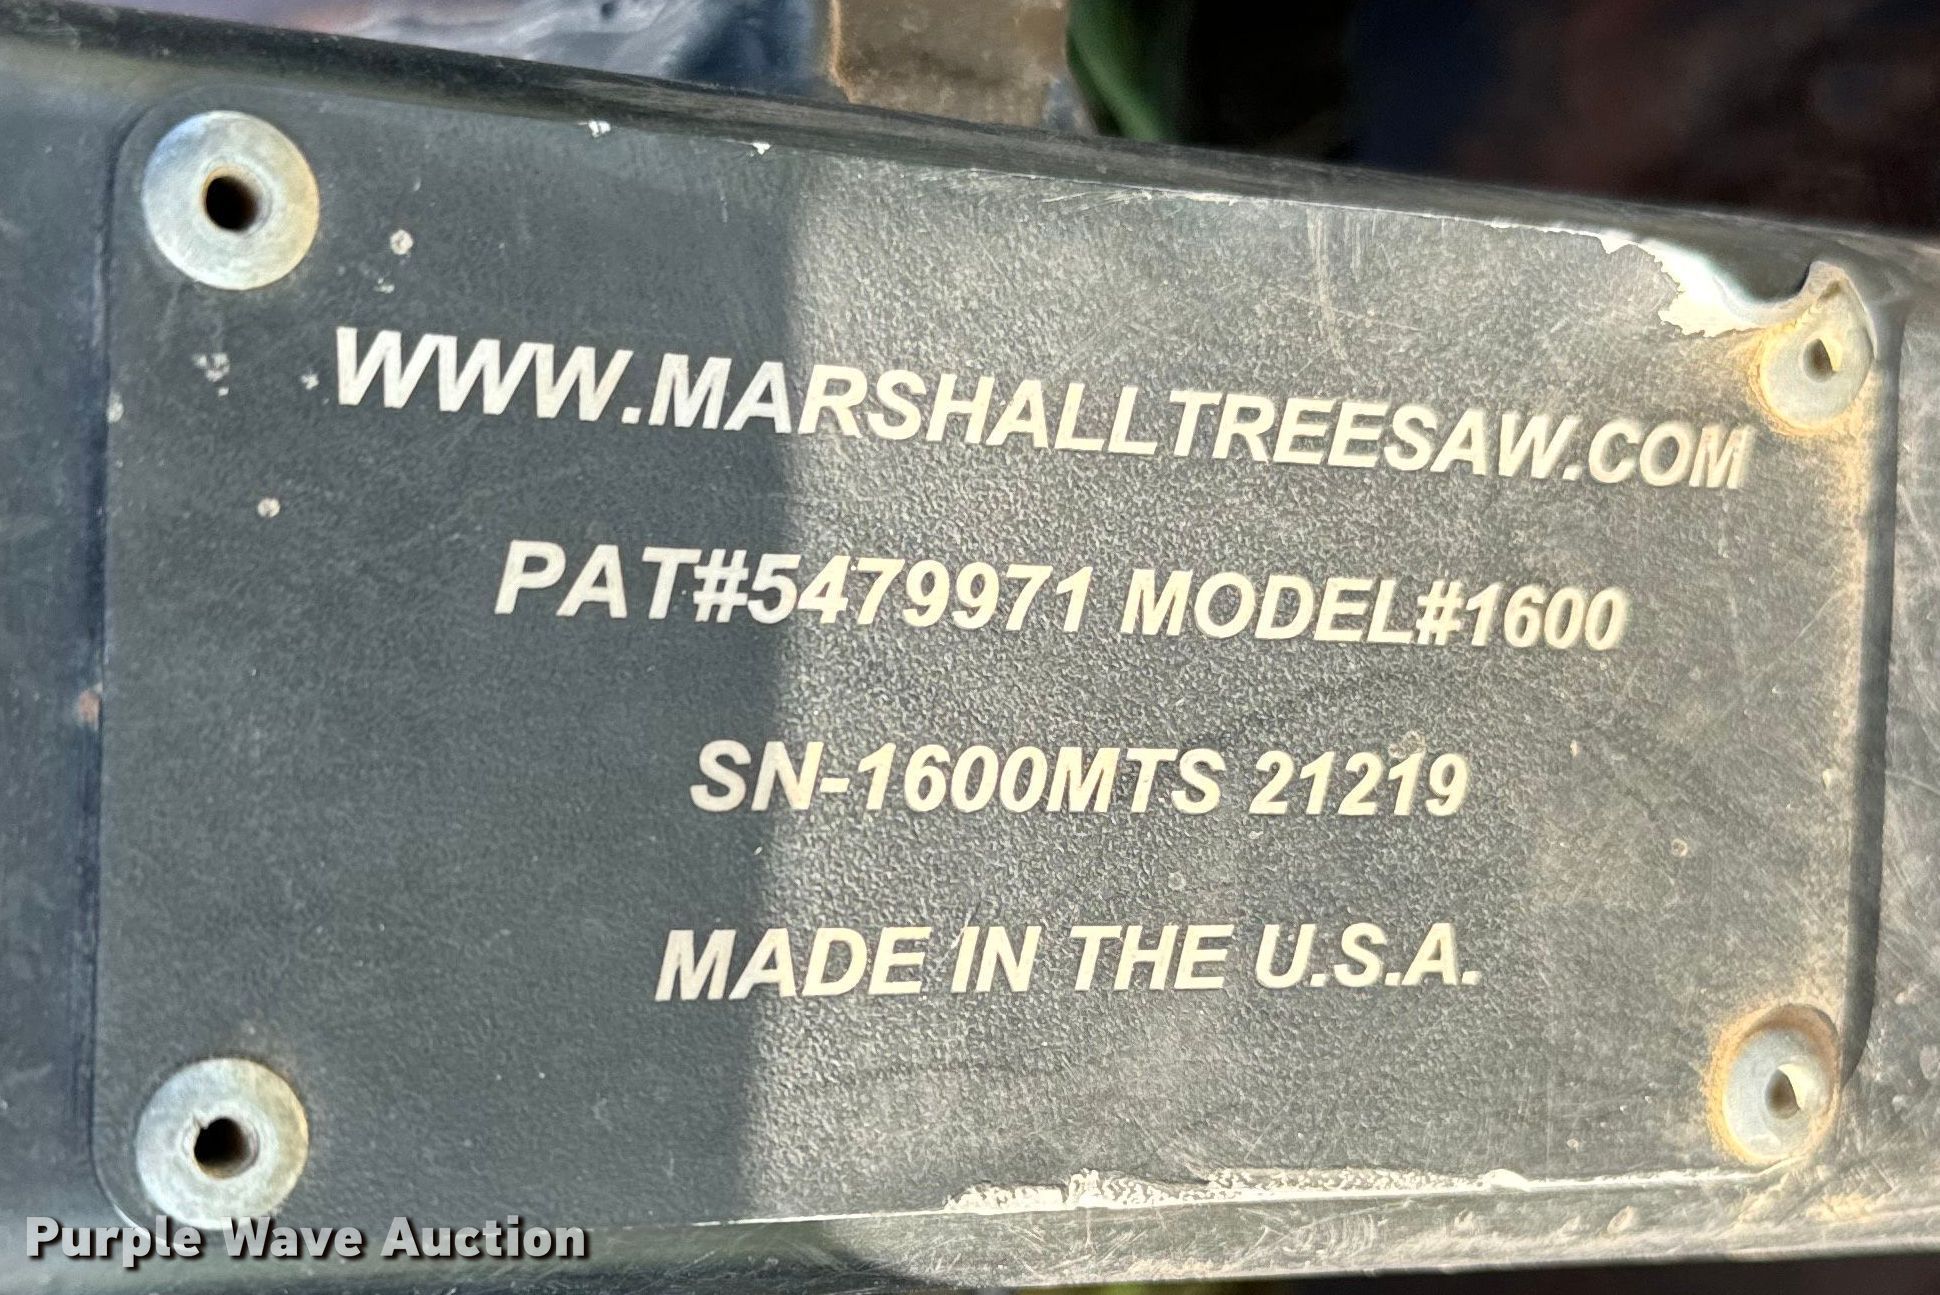 WWW.MARSHALLTREESAW.COM
PAT#5479971 MODEL#1600
SN-1600MTS 21219
MADE IN THE U.S.A.
Purple Wave Auction